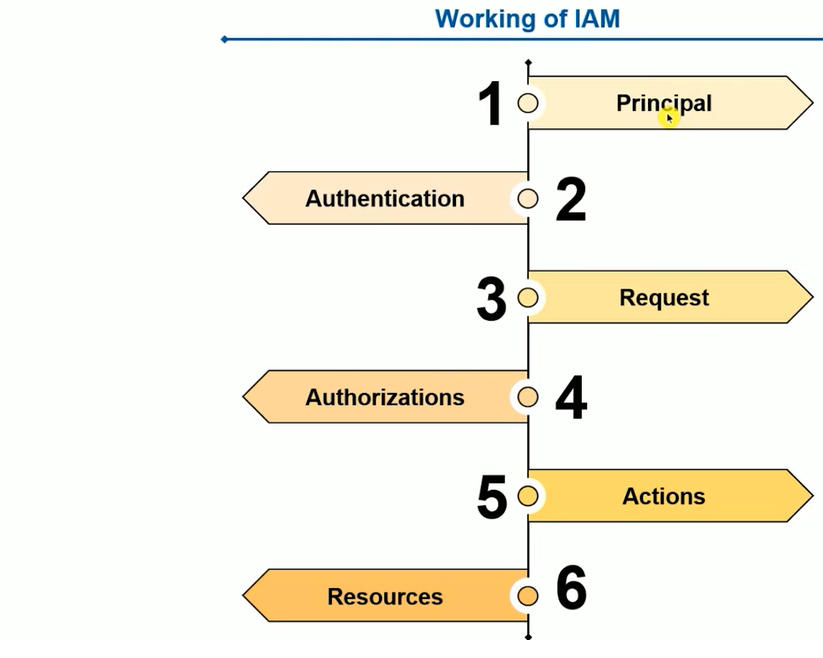 Working of IAM
1
Principal
Authentication
2
3
Request
Authorizations
4
5
Actions
Resources
6